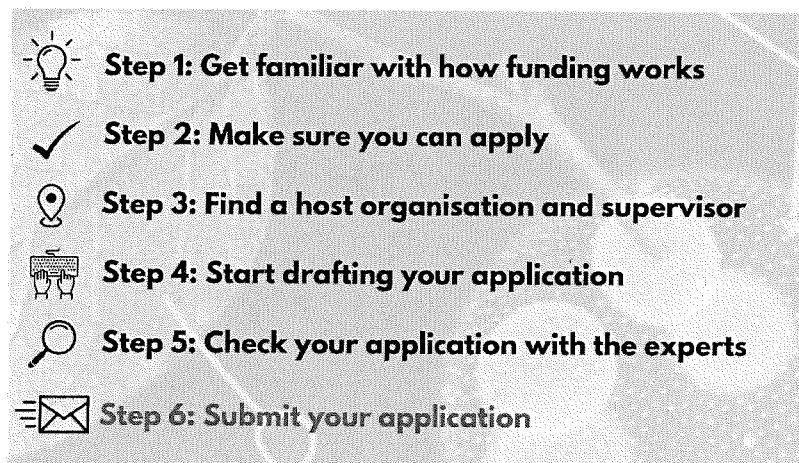 Step 1: Get familiar with how funding works
Step 2: Make sure you can apply
Step 3: Find a host organisation and supervisor
Step 4: Start drafting your application
Step 5: Check your application with the experts
Step 6: Submit your application